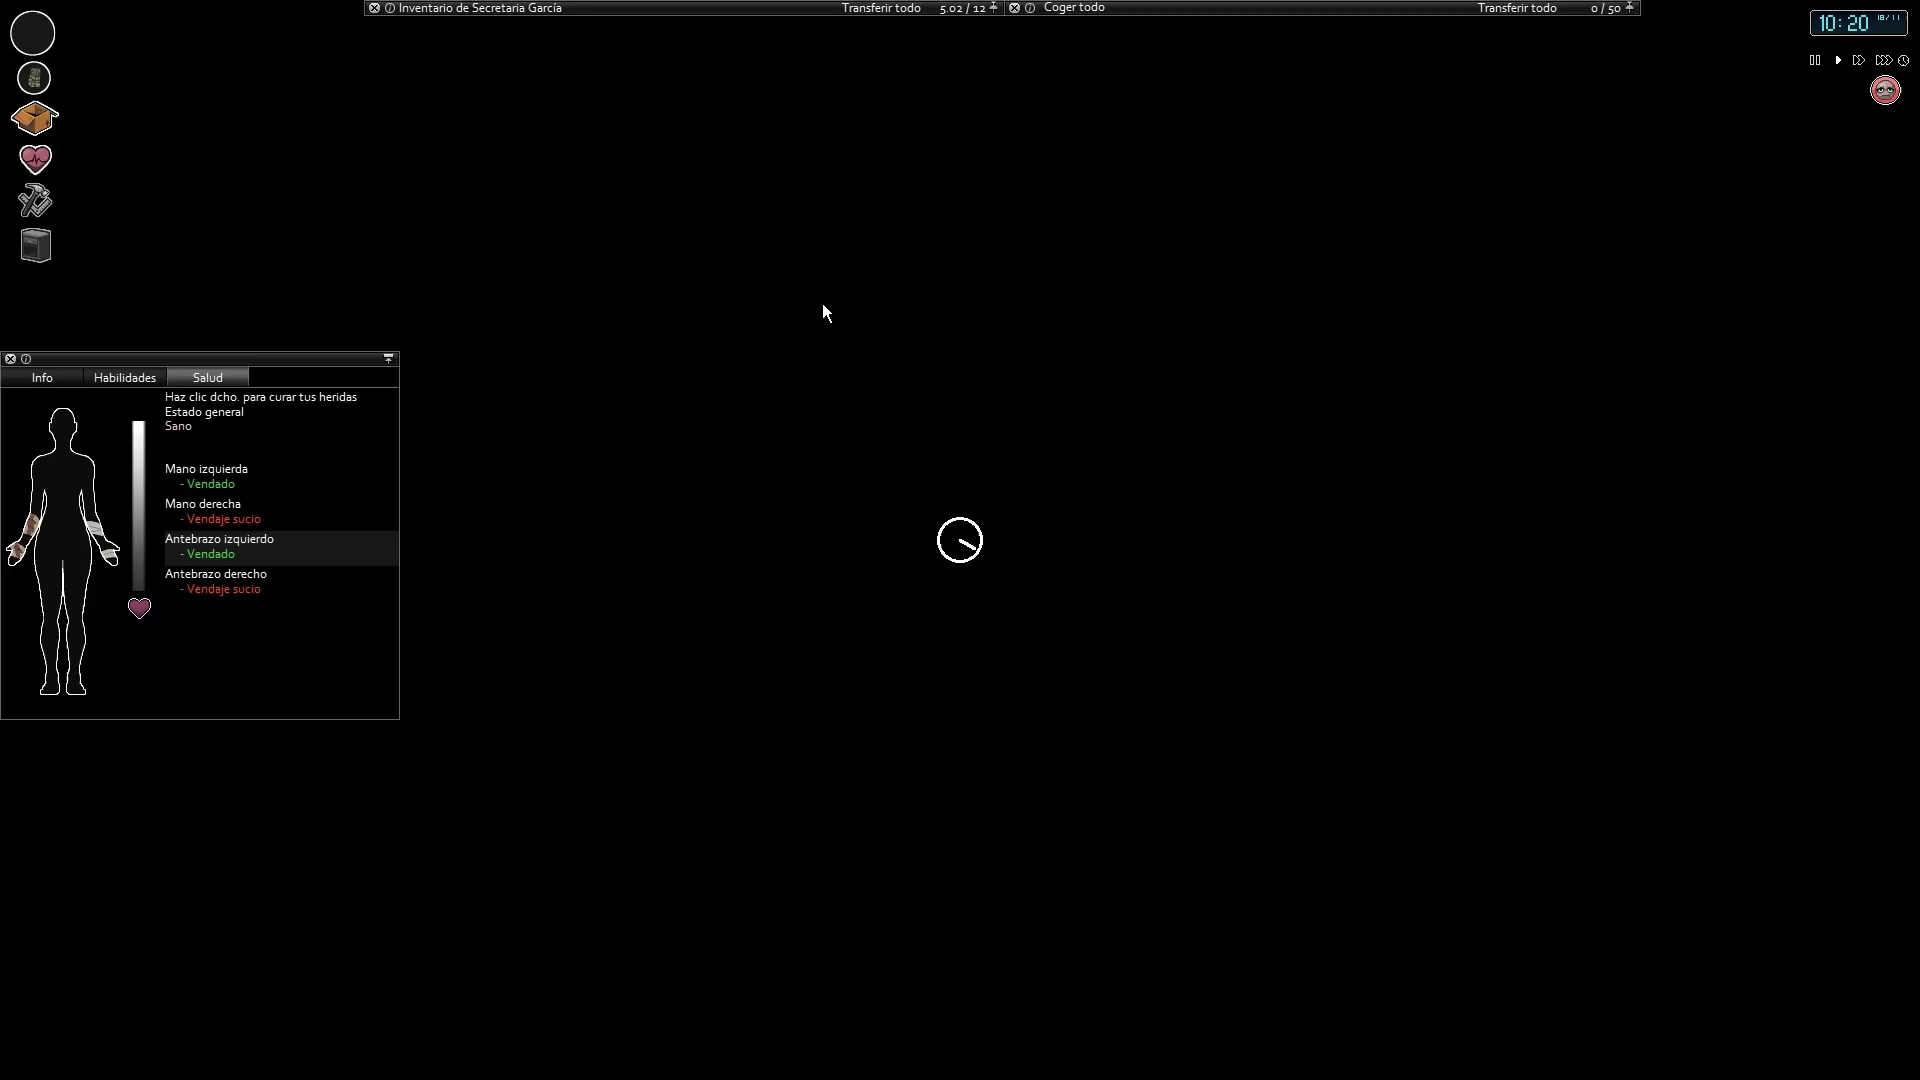 Inventario de Secretaria García
Transferir todo
5.02 / 12
Coger todo
Transferir todo
0 / 50
10:20
18/11
Info
Habilidades
Salud
Haz clic dcho. para curar tus heridas
Estado general
Sano
Mano izquierda
- Vendado
Mano derecha
- Vendaje sucio
Antebrazo izquierdo
- Vendado
Antebrazo derecho
- Vendaje sucio